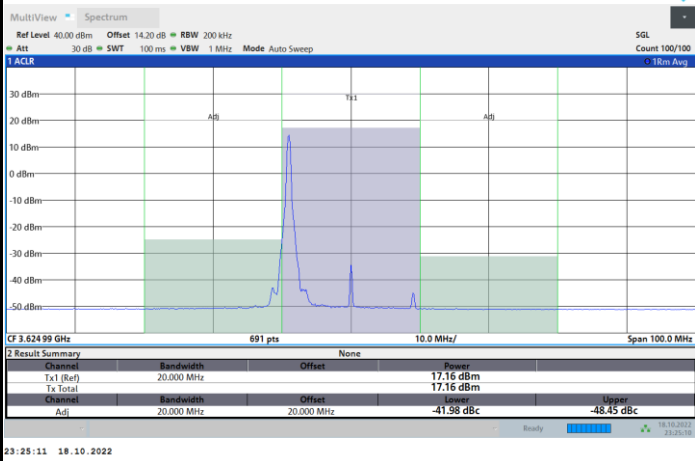 MultiView Spectrum
Ref Level 40.00 dBm Offset 14.20 dB RBW 200 kHz SGL
Att 30 dB SWT 100 ms VBW 1 MHz Mode Auto Sweep Count 100/100
1 ACLR 1Rm Avg
30 dBm
Tx1
20 dBm Adj Adj
10 dBm
0 dBm
-10 dBm
-20 dBm
-30 dBm
-40 dBm
-50 dBm
CF 3.624 99 GHz 691 pts 10.0 MHz/ Span 100.0 MHz
2 Result Summary None
Channel Bandwidth Offset Power
Tx1 (Ref) 20.000 MHz 17.16 dBm
Tx Total 17.16 dBm
Channel Bandwidth Offset Lower Upper
Adj 20.000 MHz 20.000 MHz -41.98 dBc -48.45 dBc
Ready 18.10.2022
23:25:10
23:25:11 18.10.2022